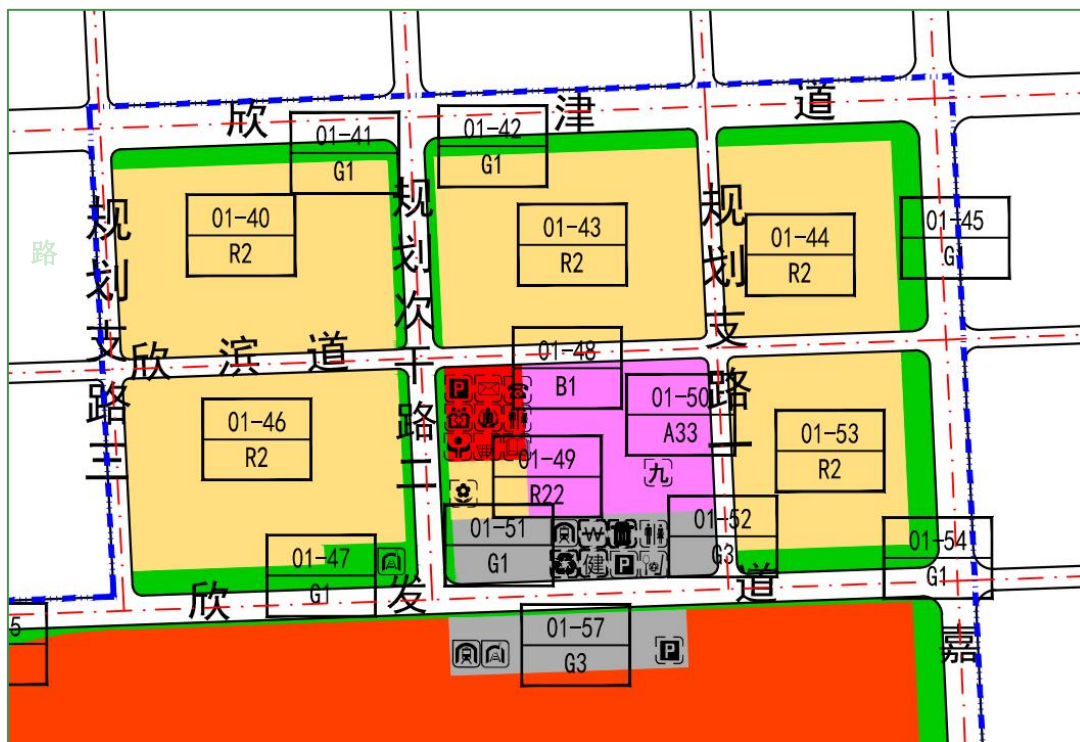 欣津道
01-41
G1
01-42
G1
01-40
R2
01-43
R2
01-44
R2
01-45
G1
规划支路三
规划次干路二
规划支路一
路
欣滨道
01-48
B1
01-50
A33
01-46
R2
01-49
R22
01-53
R2
P
九
01-51
G1
01-52
G3
01-47
G1
01-54
G1
健
P
欣发道
01-57
G3
P
5
嘉